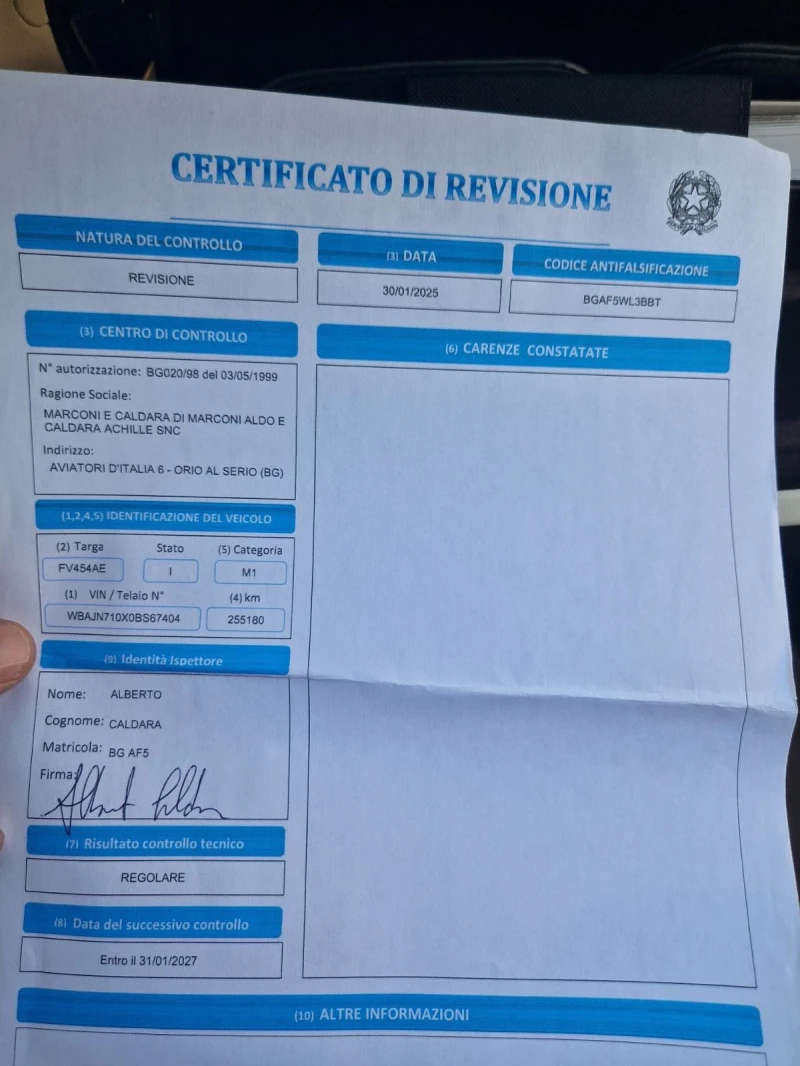 CERTIFICATO DI REVISIONE
NATURA DEL CONTROLLO
REVISIONE
(3) DATA
30/01/2025
CODICE ANTIFALSIFICAZIONE
BGAF5WL3BBT
(3) CENTRO DI CONTROLLO
N° autorizzazione: BG020/98 del 03/05/1999
Ragione Sociale:
MARCONI E CALDARA DI MARCONI ALDO E
CALDARA ACHILLE SNC
Indirizzo:
AVIATORI D'ITALIA 6 - ORIO AL SERIO (BG)
(6) CARENZE CONSTATATE
(1,2,4,5) IDENTIFICAZIONE DEL VEICOLO
(2) Targa Stato (5) Categoria
FV454AE I M1
(1) VIN / Telaio N° (4) km
WBAJN710X0BS67404 255180
(9) Identità Ispettore
Nome: ALBERTO
Cognome: CALDARA
Matricola: BG AF5
Firma:
(7) Risultato controllo tecnico
REGOLARE
(8) Data del successivo controllo
Entro il 31/01/2027
(10) ALTRE INFORMAZIONI